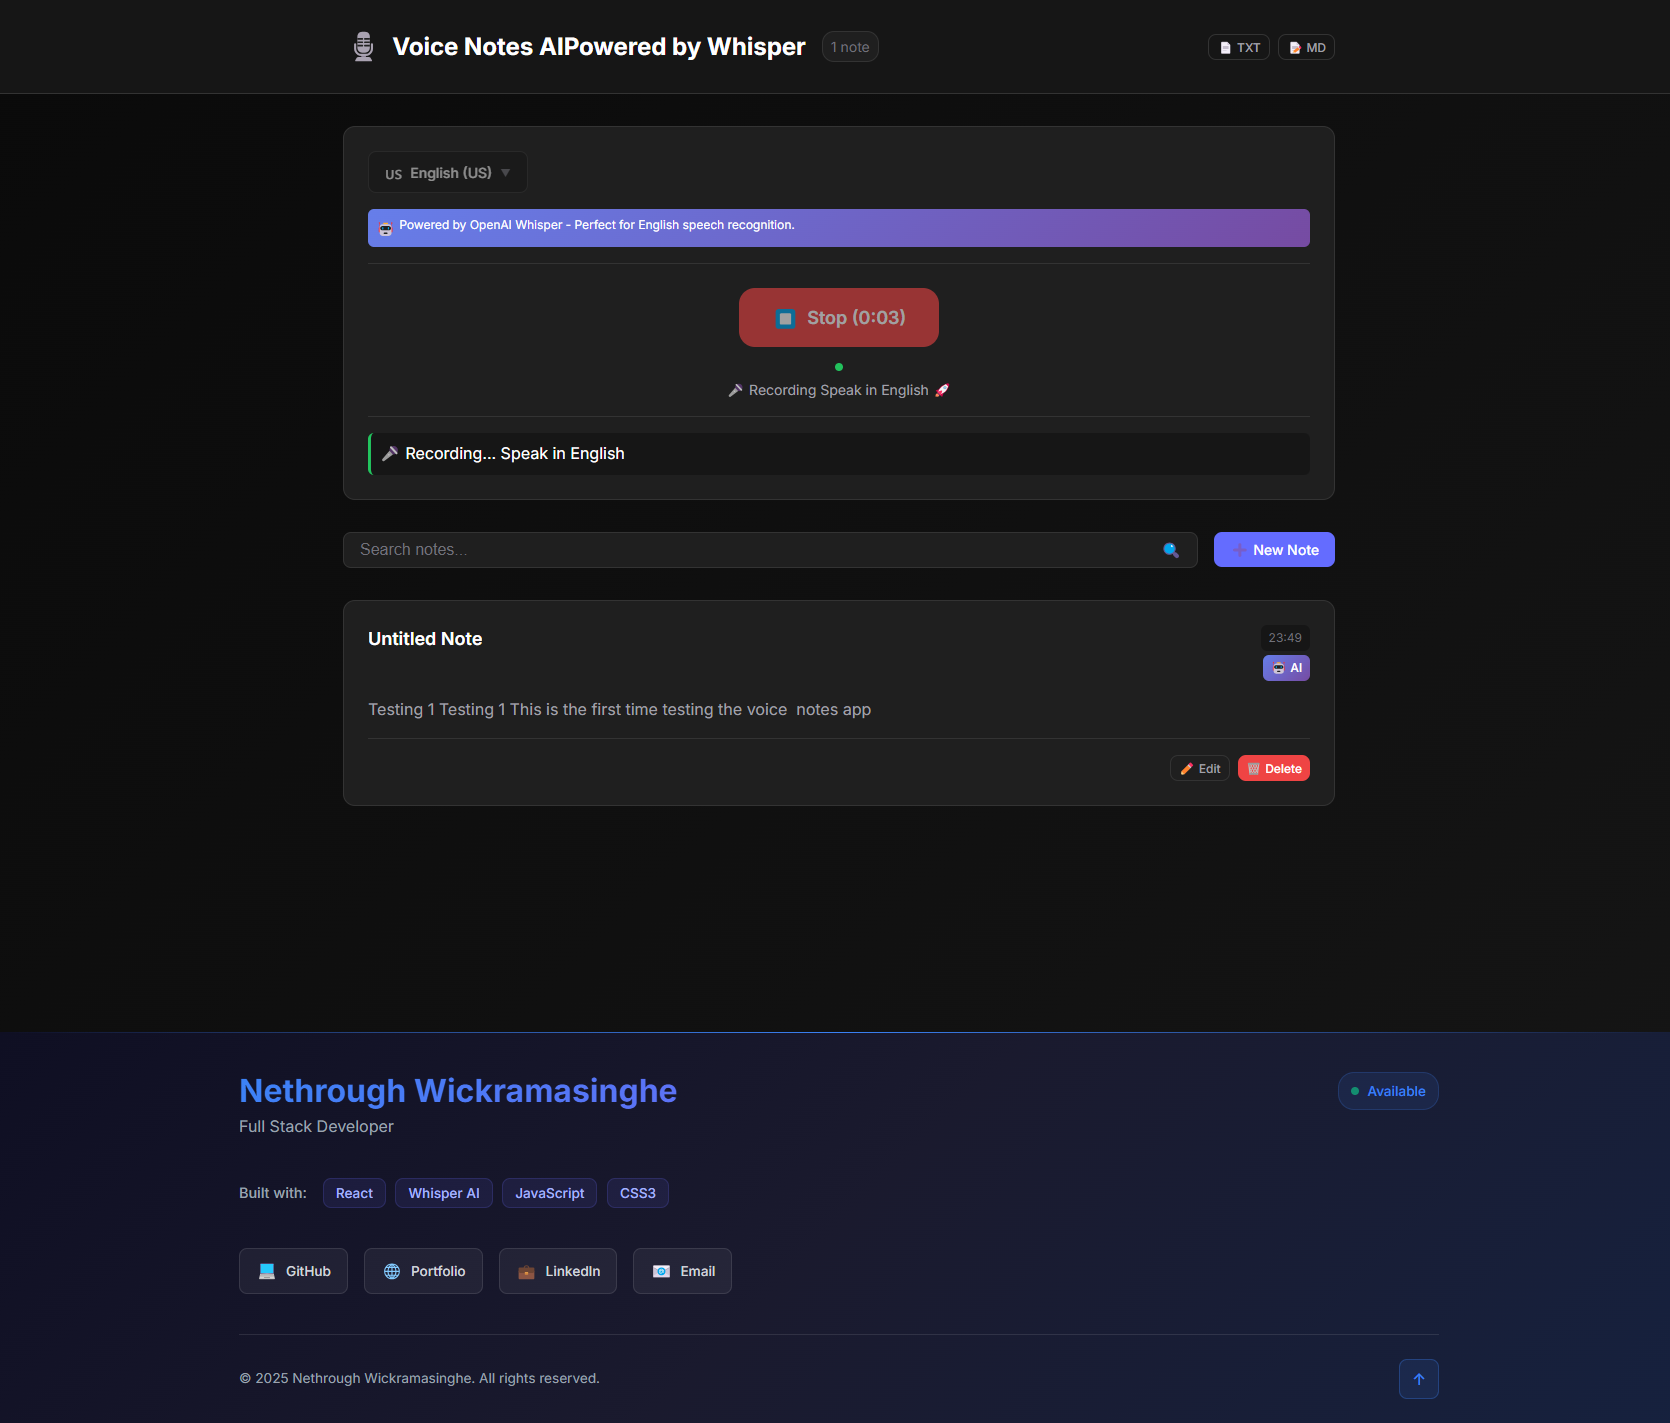 Voice Notes AIPowered by Whisper
1 note
TXT
MD
US English (US)
Powered by OpenAI Whisper - Perfect for English speech recognition.
Stop (0:03)
Recording Speak in English
Recording... Speak in English
Search notes...
New Note
Untitled Note
23:49
AI
Testing 1 Testing 1 This is the first time testing the voice  notes app
Edit
Delete
Nethrough Wickramasinghe
Available
Full Stack Developer
Built with:
React
Whisper AI
JavaScript
CSS3
GitHub
Portfolio
LinkedIn
Email
© 2025 Nethrough Wickramasinghe. All rights reserved.